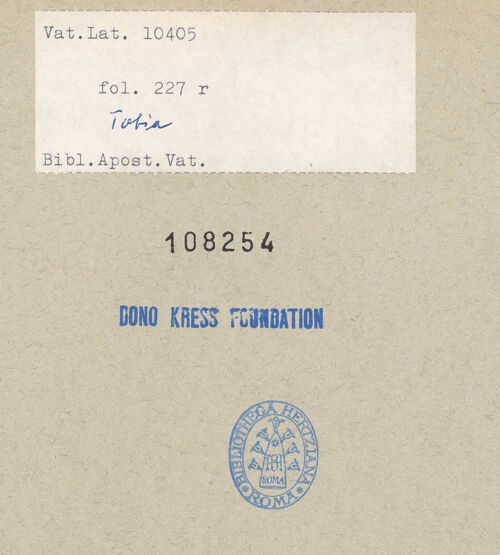 Vat.Lat. 10405
fol. 227 r
Tobia
Bibl.Apost.Vat.
108254
DONO KRESS FOUNDATION
BIBLIOTHECA HERTZIANA
ROMA
ROMA